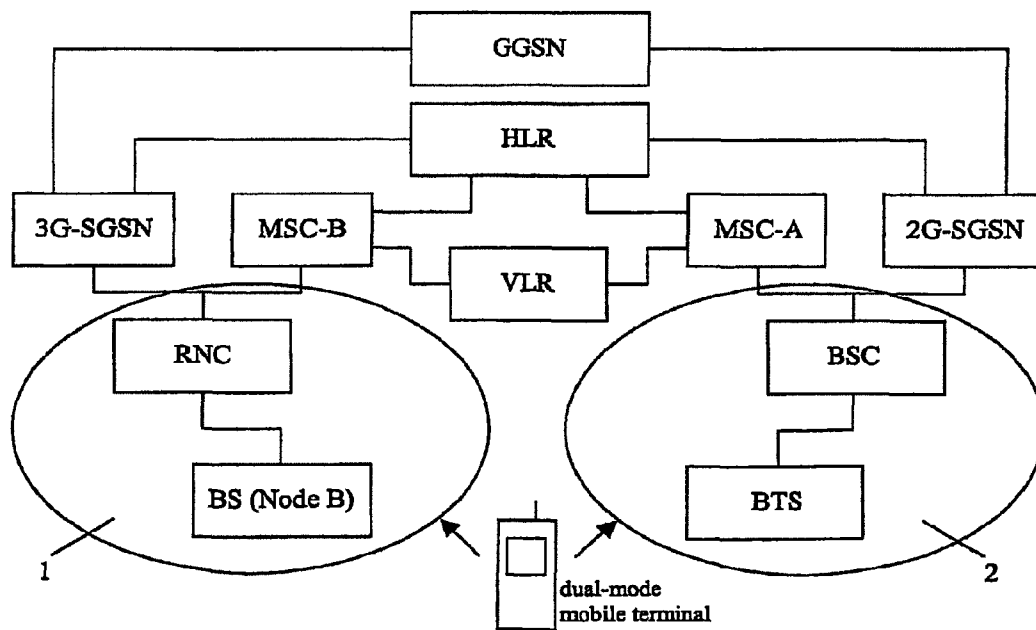 GGSN
HLR
3G-SGSN
MSC-B
MSC-A
2G-SGSN
VLR
RNC
BSC
BS (Node B)
BTS
1
2
dual-mode
mobile terminal